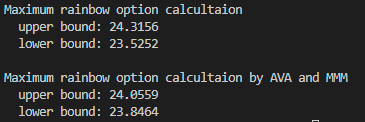 Maximum rainbow option calcultaion
upper bound: 24.3156
lower bound: 23.5252
Maximum rainbow option calcultaion by AVA and MMM
upper bound: 24.0559
lower bound: 23.8464